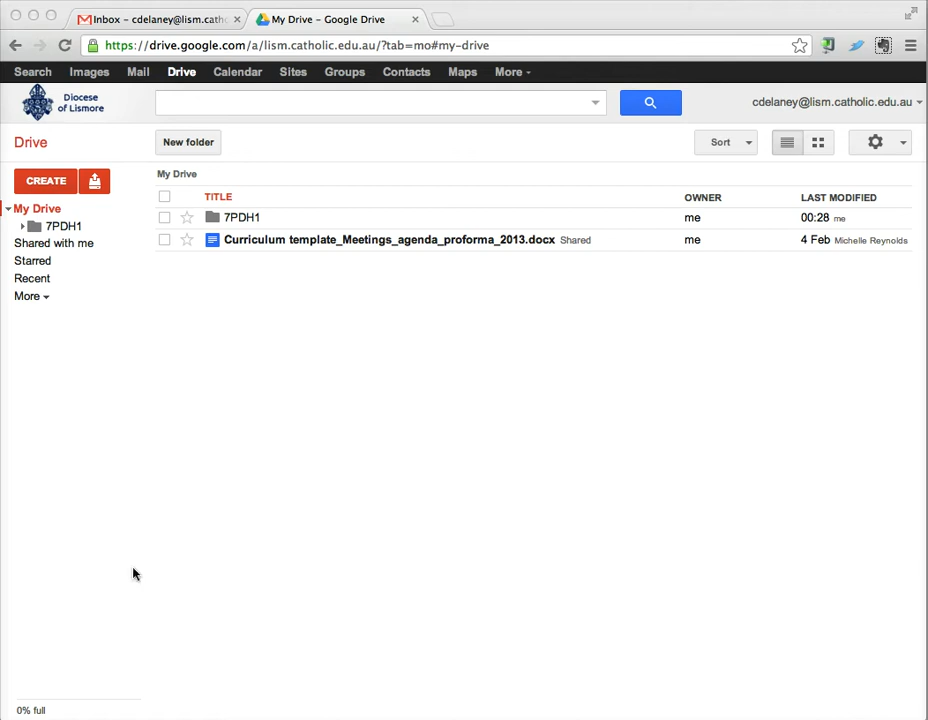 Inbox – cdelaney@lism.cath
My Drive – Google Drive
https://drive.google.com/a/lism.catholic.edu.au/?tab=mo#my-drive
Search Images Mail Drive Calendar Sites Groups Contacts Maps More
Diocese
of Lismore
cdelaney@lism.catholic.edu.au
Drive
New folder
Sort
CREATE
My Drive
7PDH1
Shared with me
Starred
Recent
More
My Drive
TITLE OWNER LAST MODIFIED
7PDH1 me 00:28 me
Curriculum template_Meetings_agenda_proforma_2013.docx Shared me 4 Feb Michelle Reynolds
0% full